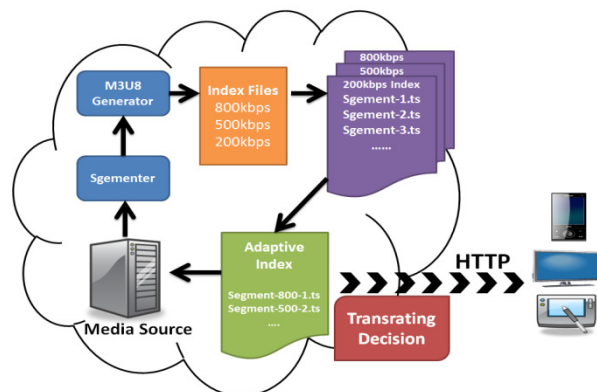 M3U8
Generator
Index Files
800kbps
500kbps
200kbps
800kbps
500kbps
200kbps Index
Sgement-1.ts
Sgement-2.ts
Sgement-3.ts
......
Sgementer
Media Source
Adaptive
Index
Segment-800-1.ts
Segment-500-2.ts
....
HTTP
Transrating
Decision